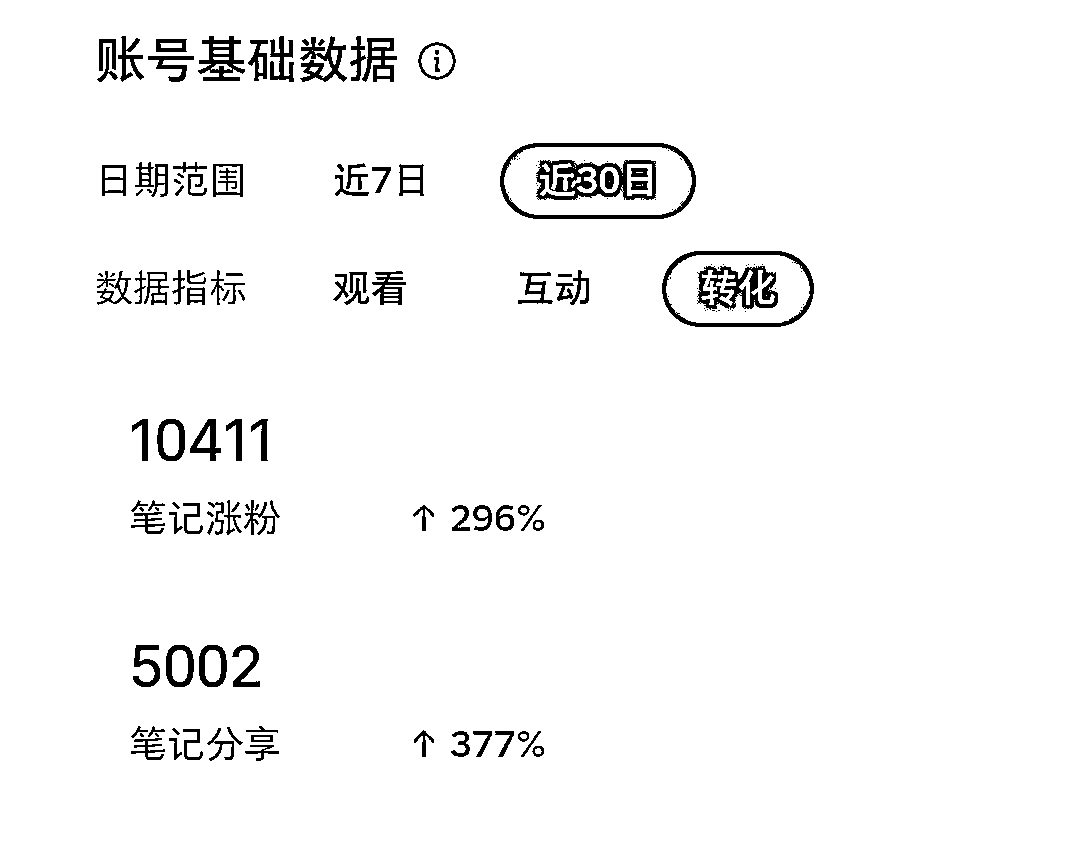 账号基础数据
日期范围 近7日 近30日
数据指标 观看 互动 转化
10411
笔记涨粉 ↑ 296%
5002
笔记分享 ↑ 377%